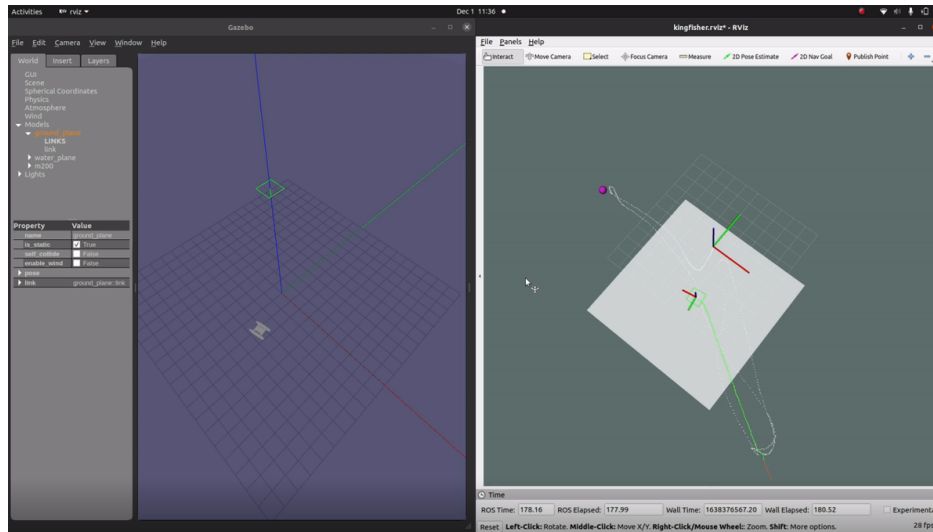 Activities rviz Dec 1 11:36
Gazebo
File Edit Camera View Window Help
World Insert Layers
GUI
Scene
Spherical Coordinates
Physics
Atmosphere
Wind
Models
ground_plane
LINKS
link
water_plane
m200
Lights
Property Value
name ground_plane
is_static True
self_collide False
enable_wind False
pose
link ground_plane::link
kingfisher.rviz* - RViz
File Panels Help
Interact Move Camera Select Focus Camera Measure 2D Pose Estimate 2D Nav Goal Publish Point
Time
ROS Time: 178.16 ROS Elapsed: 177.99 Wall Time: 1638376567.20 Wall Elapsed: 180.52 Experimenta
Reset Left-Click: Rotate. Middle-Click: Move X/Y. Right-Click/Mouse Wheel: Zoom. Shift: More options. 28 fps